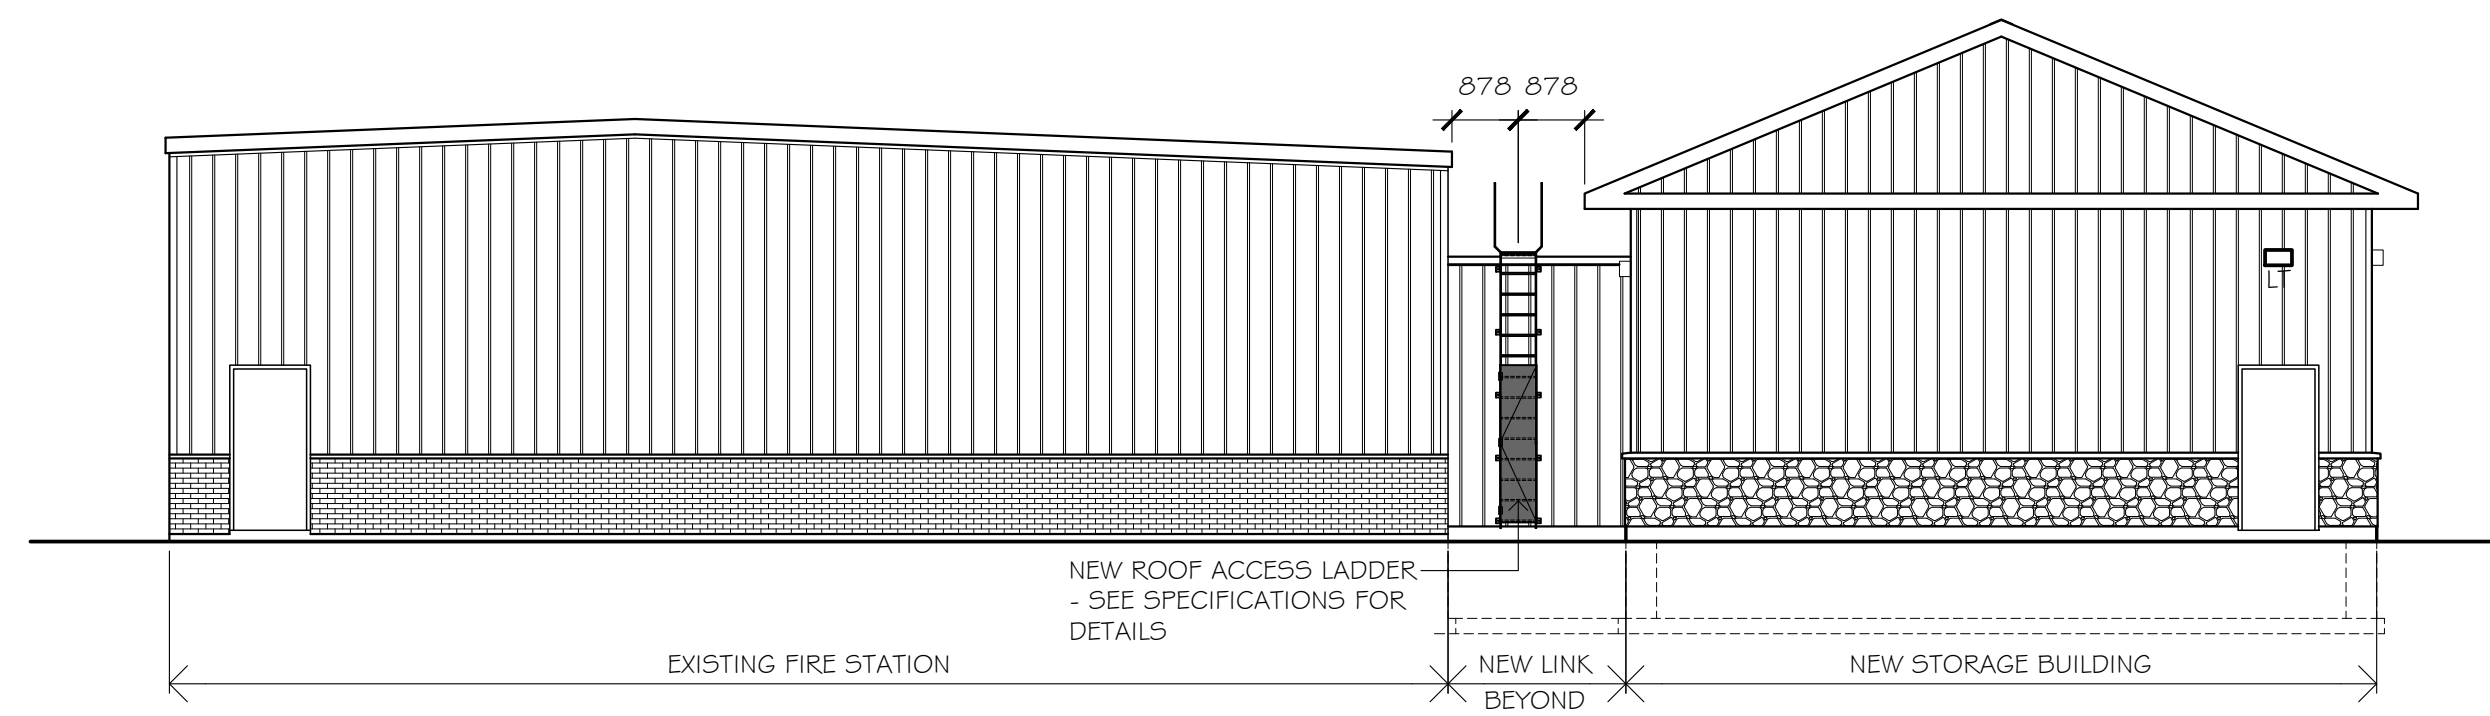 878 878
LT
NEW ROOF ACCESS LADDER
- SEE SPECIFICATIONS FOR
DETAILS
EXISTING FIRE STATION
NEW LINK
BEYOND
NEW STORAGE BUILDING